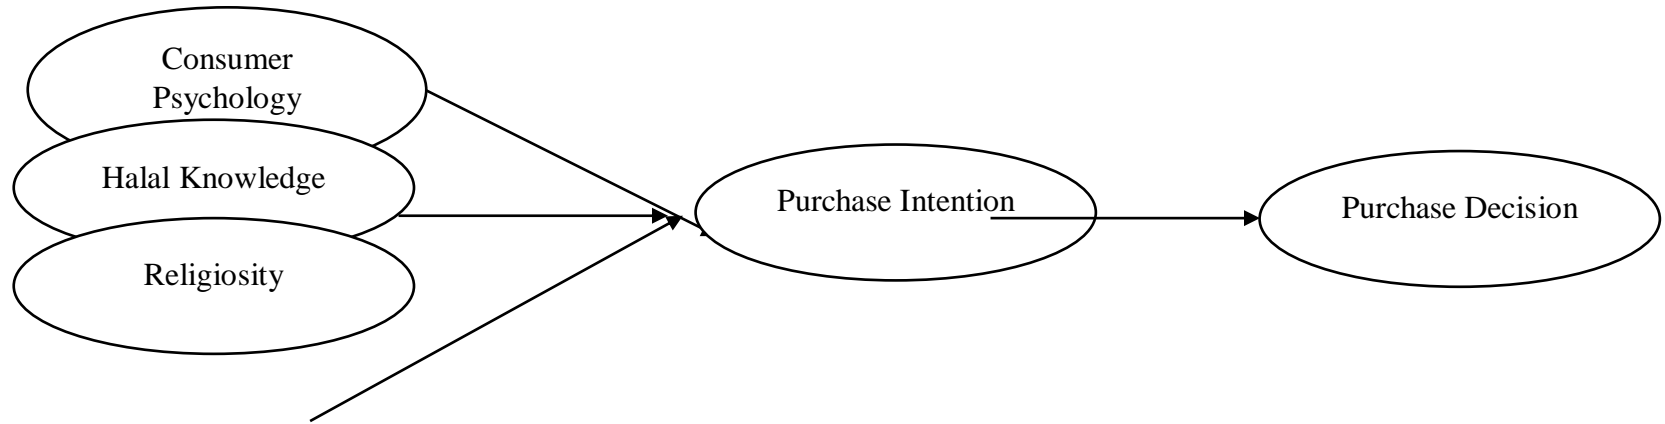 Consumer
Psychology
Halal Knowledge
Religiosity
Purchase Intention
Purchase Decision